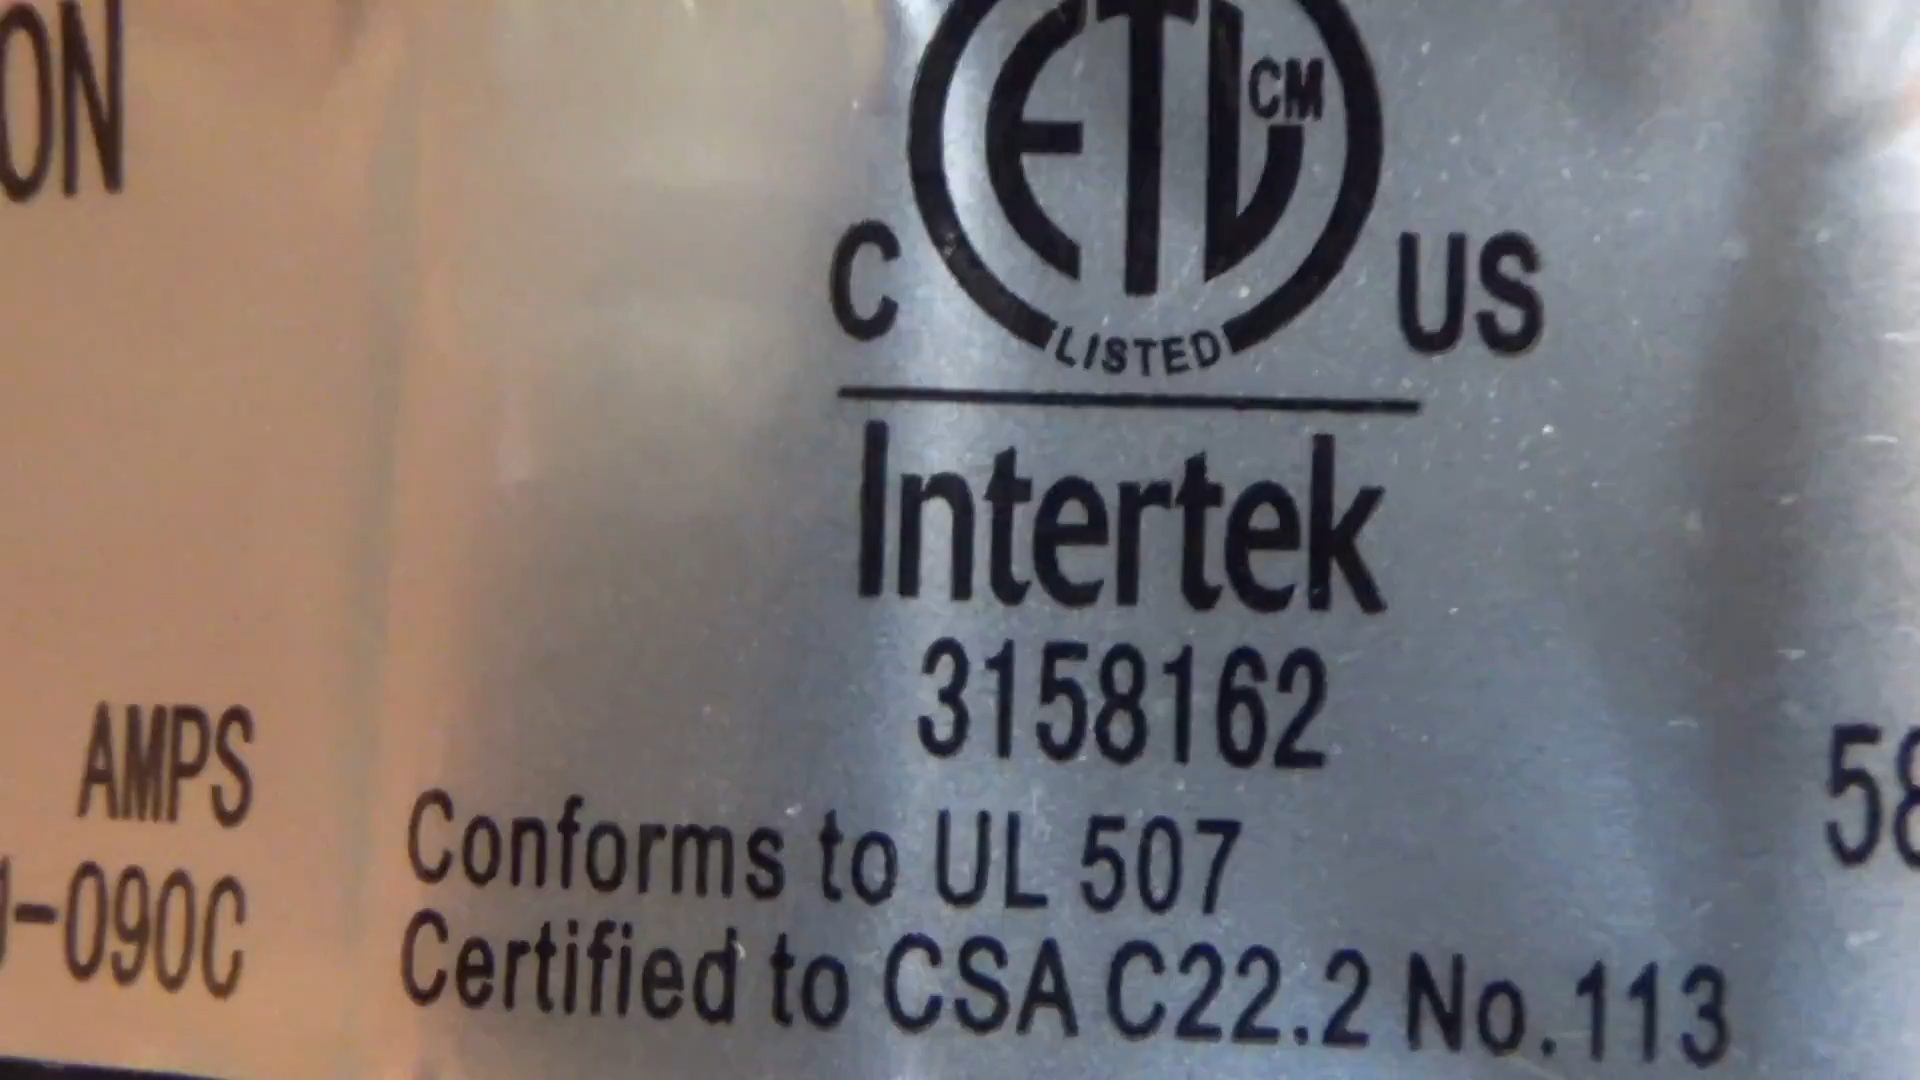 ON
ETL CM
C US
LISTED
Intertek
3158162
AMPS
58
Conforms to UL 507
-090C
Certified to CSA C22.2 No.113